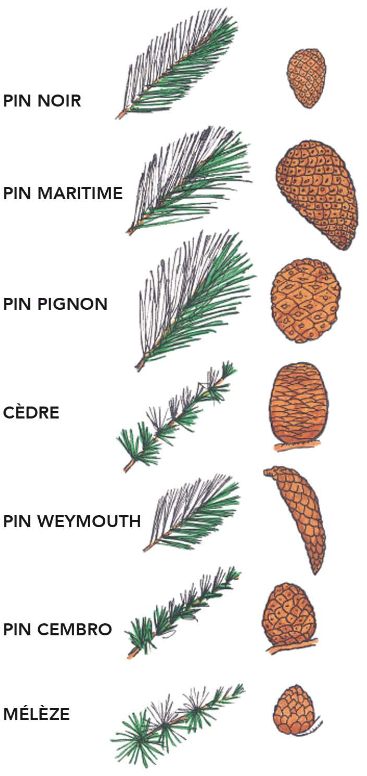 PIN NOIR
PIN MARITIME
PIN PIGNON
CÈDRE
PIN WEYMOUTH
PIN CEMBRO
MÉLÈZE